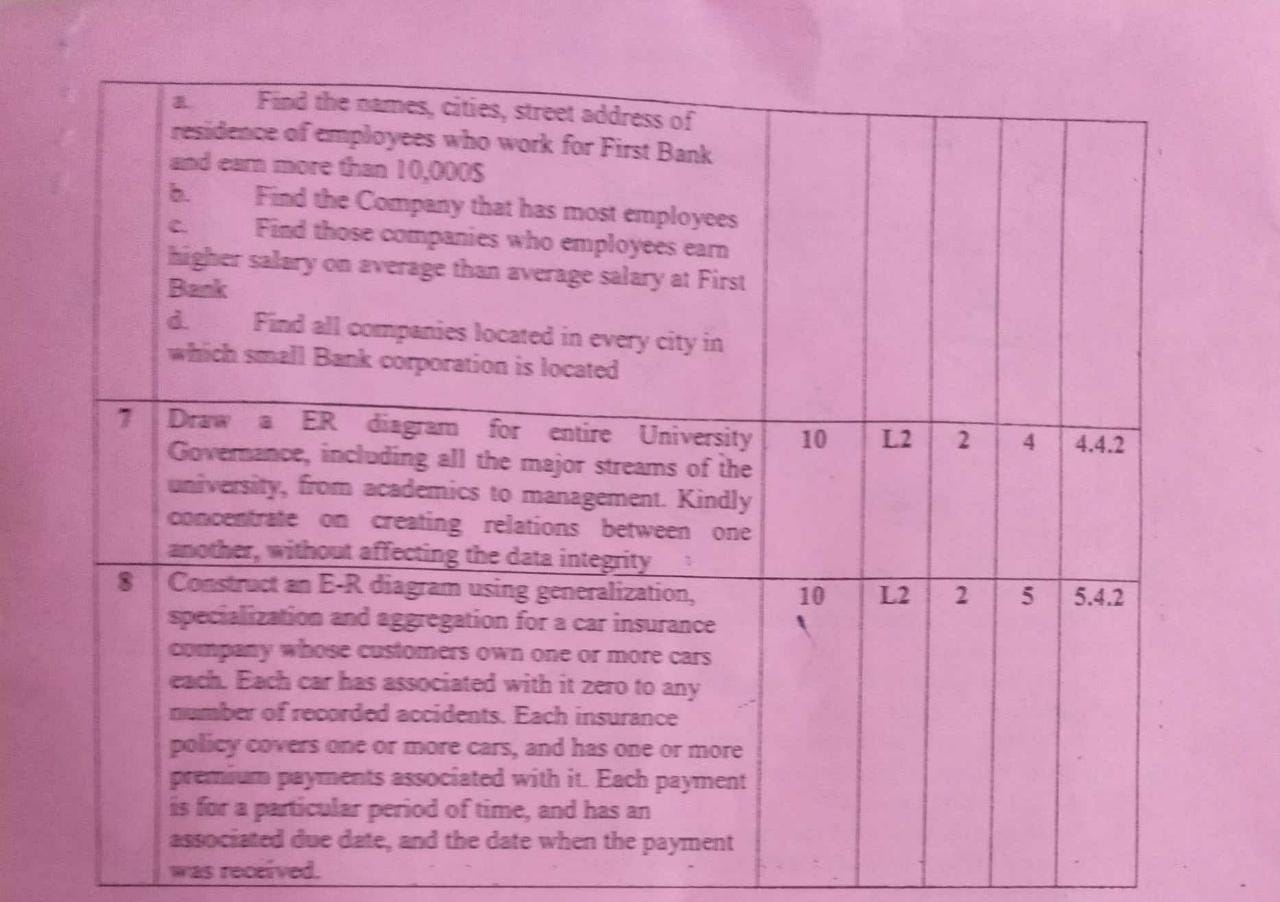 a. Find the names, cities, street address of
residence of employees who work for First Bank
and earn more than 10,000$
b. Find the Company that has most employees
c. Find those companies who employees earn
higher salary on average than average salary at First
Bank
d. Find all companies located in every city in
which small Bank corporation is located
7 Draw a ER diagram for entire University 10 L2 2 4 4.4.2
Governance, including all the major streams of the
university, from academics to management. Kindly
concentrate on creating relations between one
another, without affecting the data integrity
8 Construct an E-R diagram using generalization, 10 L2 2 5 5.4.2
specialization and aggregation for a car insurance
company whose customers own one or more cars
each. Each car has associated with it zero to any
number of recorded accidents. Each insurance
policy covers one or more cars, and has one or more
premium payments associated with it. Each payment
is for a particular period of time, and has an
associated due date, and the date when the payment
was received.